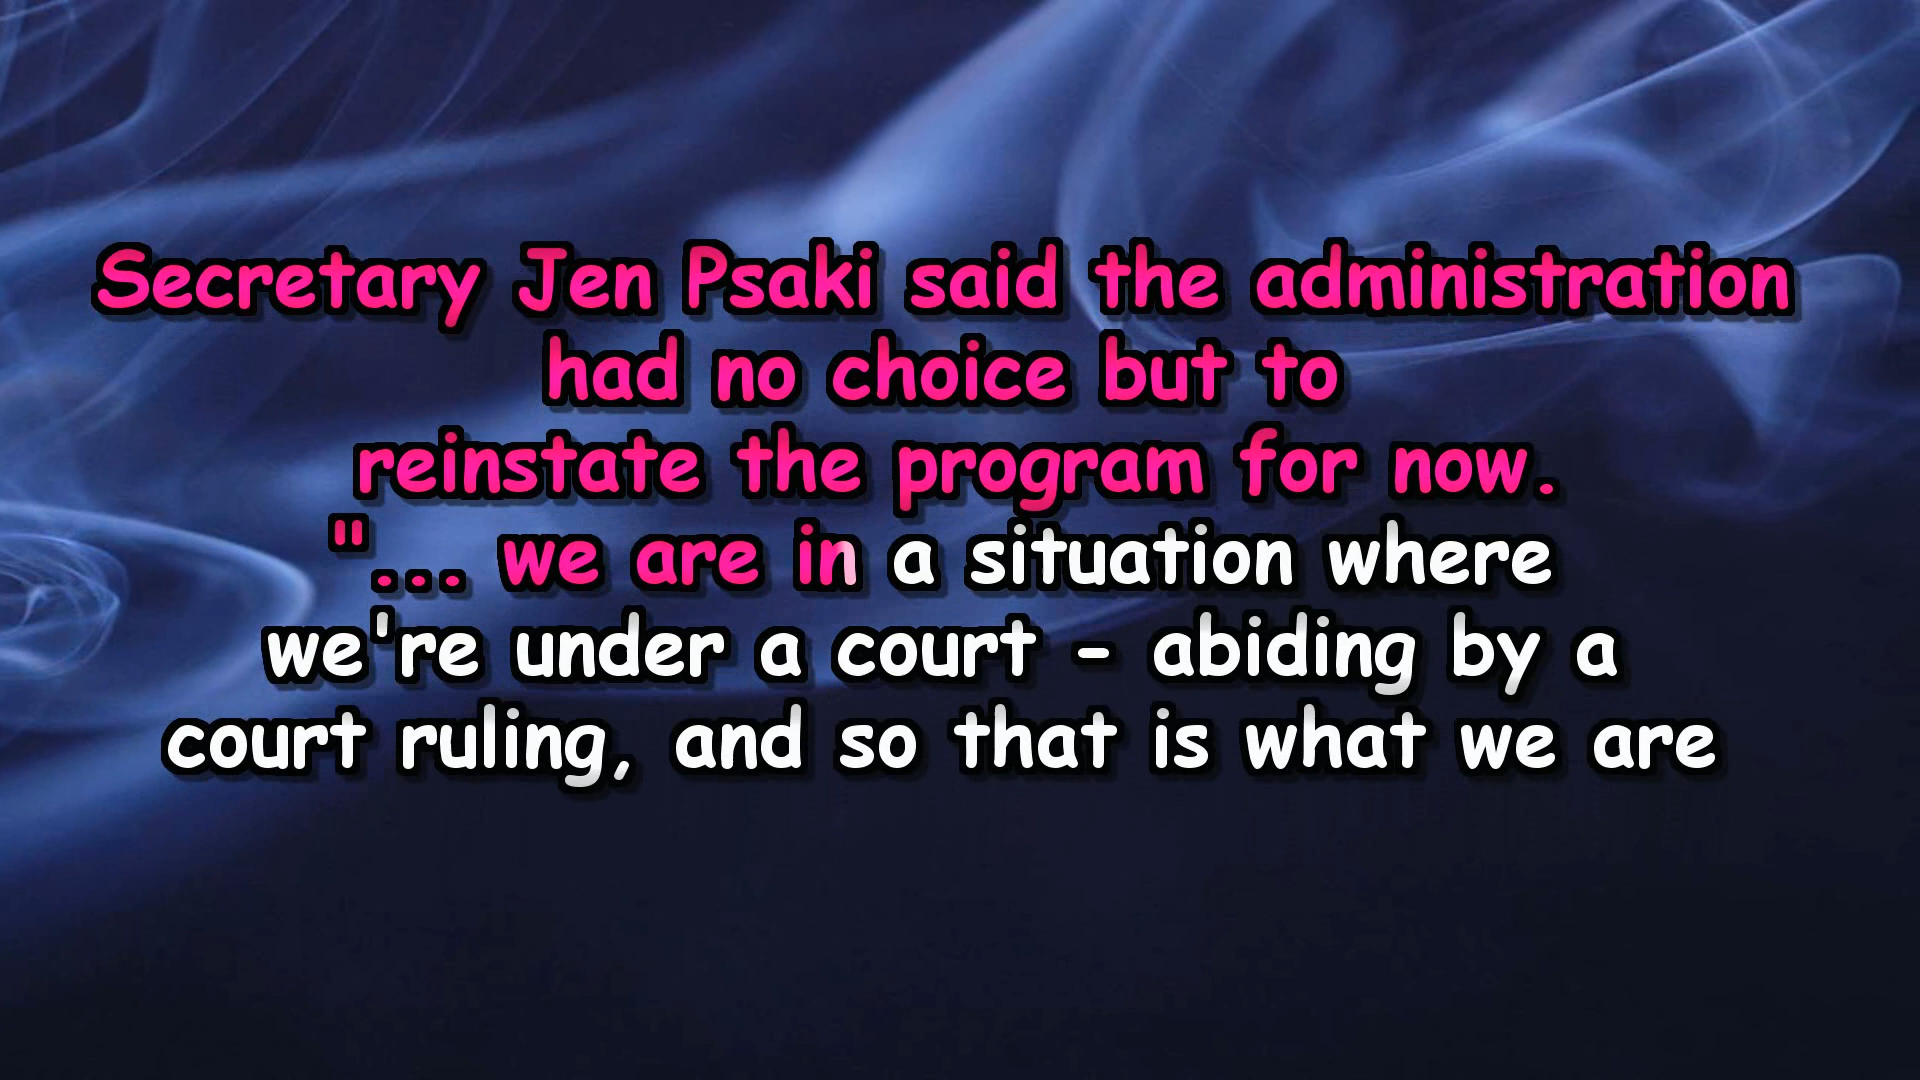 Secretary Jen Psaki said the administration
had no choice but to
reinstate the program for now.
"... we are in a situation where
we're under a court - abiding by a
court ruling, and so that is what we are